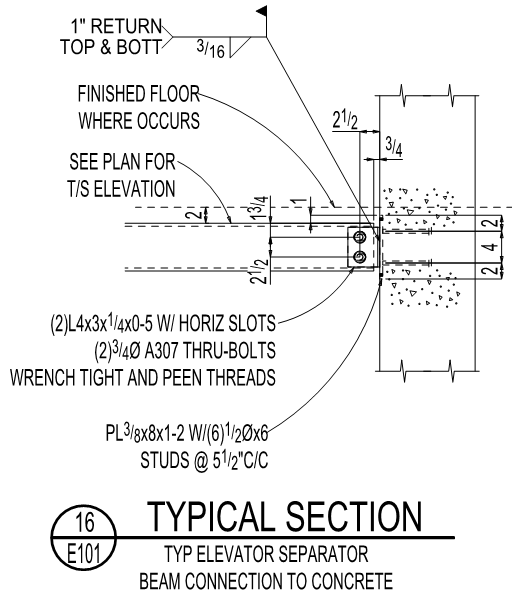 1" RETURN
TOP & BOTT
3/16
FINISHED FLOOR
WHERE OCCURS
2 1/2
3/4
SEE PLAN FOR
T/S ELEVATION
2
1 3/4
1
2
4
2
2 1/2
(2)L4x3x1/4x0-5 W/ HORIZ SLOTS
(2)3/4Ø A307 THRU-BOLTS
WRENCH TIGHT AND PEEN THREADS
PL3/8x8x1-2 W/(6)1/2Øx6
STUDS @ 51/2"C/C
16
E101
TYPICAL SECTION
TYP ELEVATOR SEPARATOR
BEAM CONNECTION TO CONCRETE